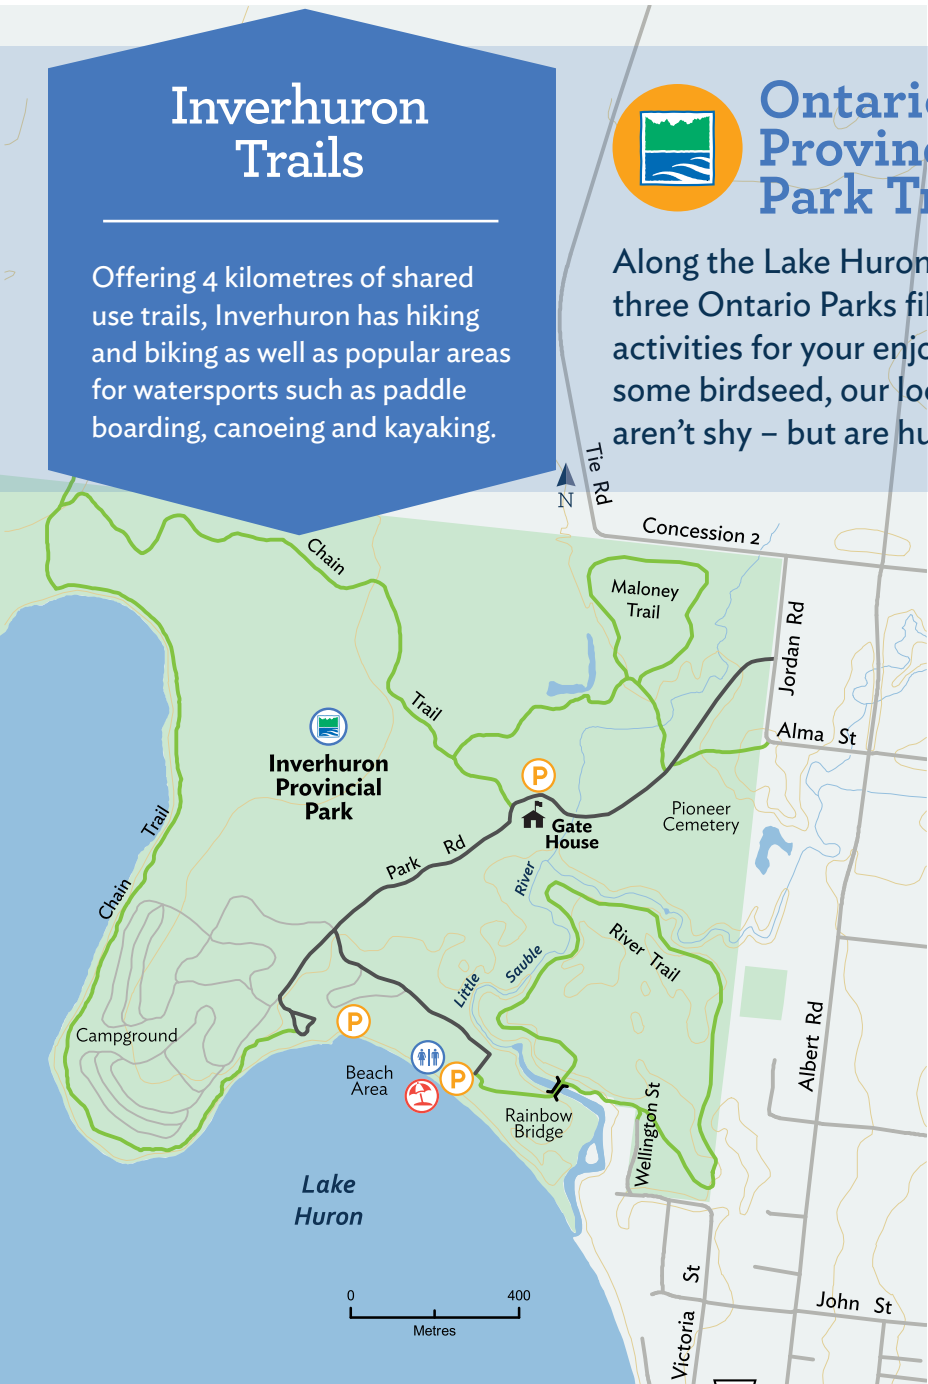 Inverhuron
Trails
Offering 4 kilometres of shared
use trails, Inverhuron has hiking
and biking as well as popular areas
for watersports such as paddle
boarding, canoeing and kayaking.
Ontari
Provin
Park T
Along the Lake Huron
three Ontario Parks fi
activities for your enj
some birdseed, our lo
aren't shy – but are hu
Tie Rd
N
Concession 2
Chain
Trail
Maloney
Trail
Jordan Rd
Alma St
Inverhuron
Provincial
Park
P
Gate
House
Pioneer
Cemetery
Park Rd
Chain Trail
River
Sauble
Little
River Trail
Campground
P
Beach
Area
P
Rainbow
Bridge
Albert Rd
Wellington St
Lake
Huron
0 400
Metres
Victoria St
John St